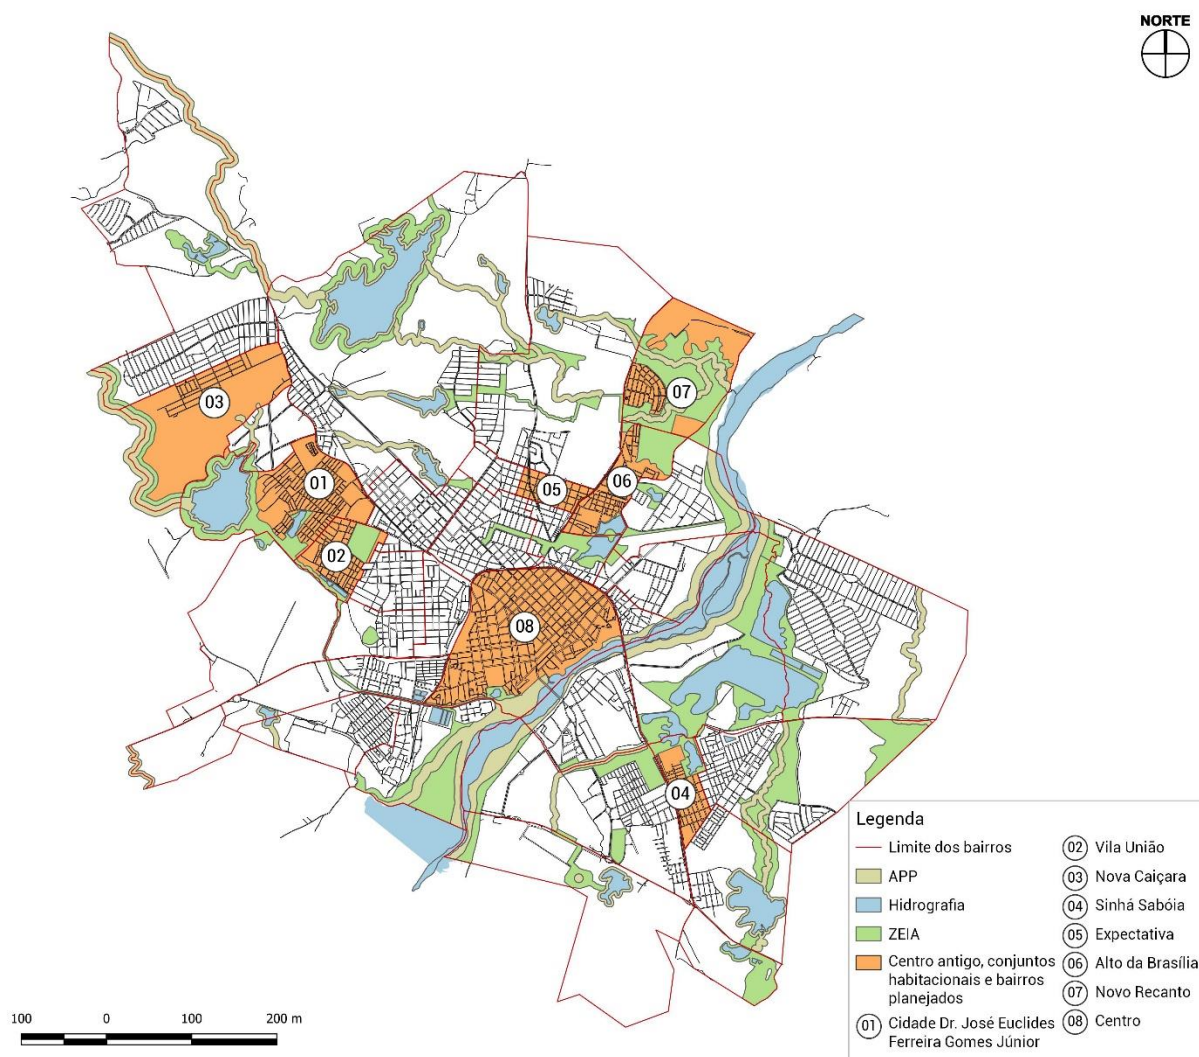 NORTE
03
07
01
05
06
02
08
04
Legenda
Limite dos bairros
APP
Hidrografia
ZEIA
Centro antigo, conjuntos
habitacionais e bairros
planejados
01 Cidade Dr. José Euclides
Ferreira Gomes Júnior
02 Vila União
03 Nova Caiçara
04 Sinhá Sabóia
05 Expectativa
06 Alto da Brasília
07 Novo Recanto
08 Centro
100 0 100 200 m